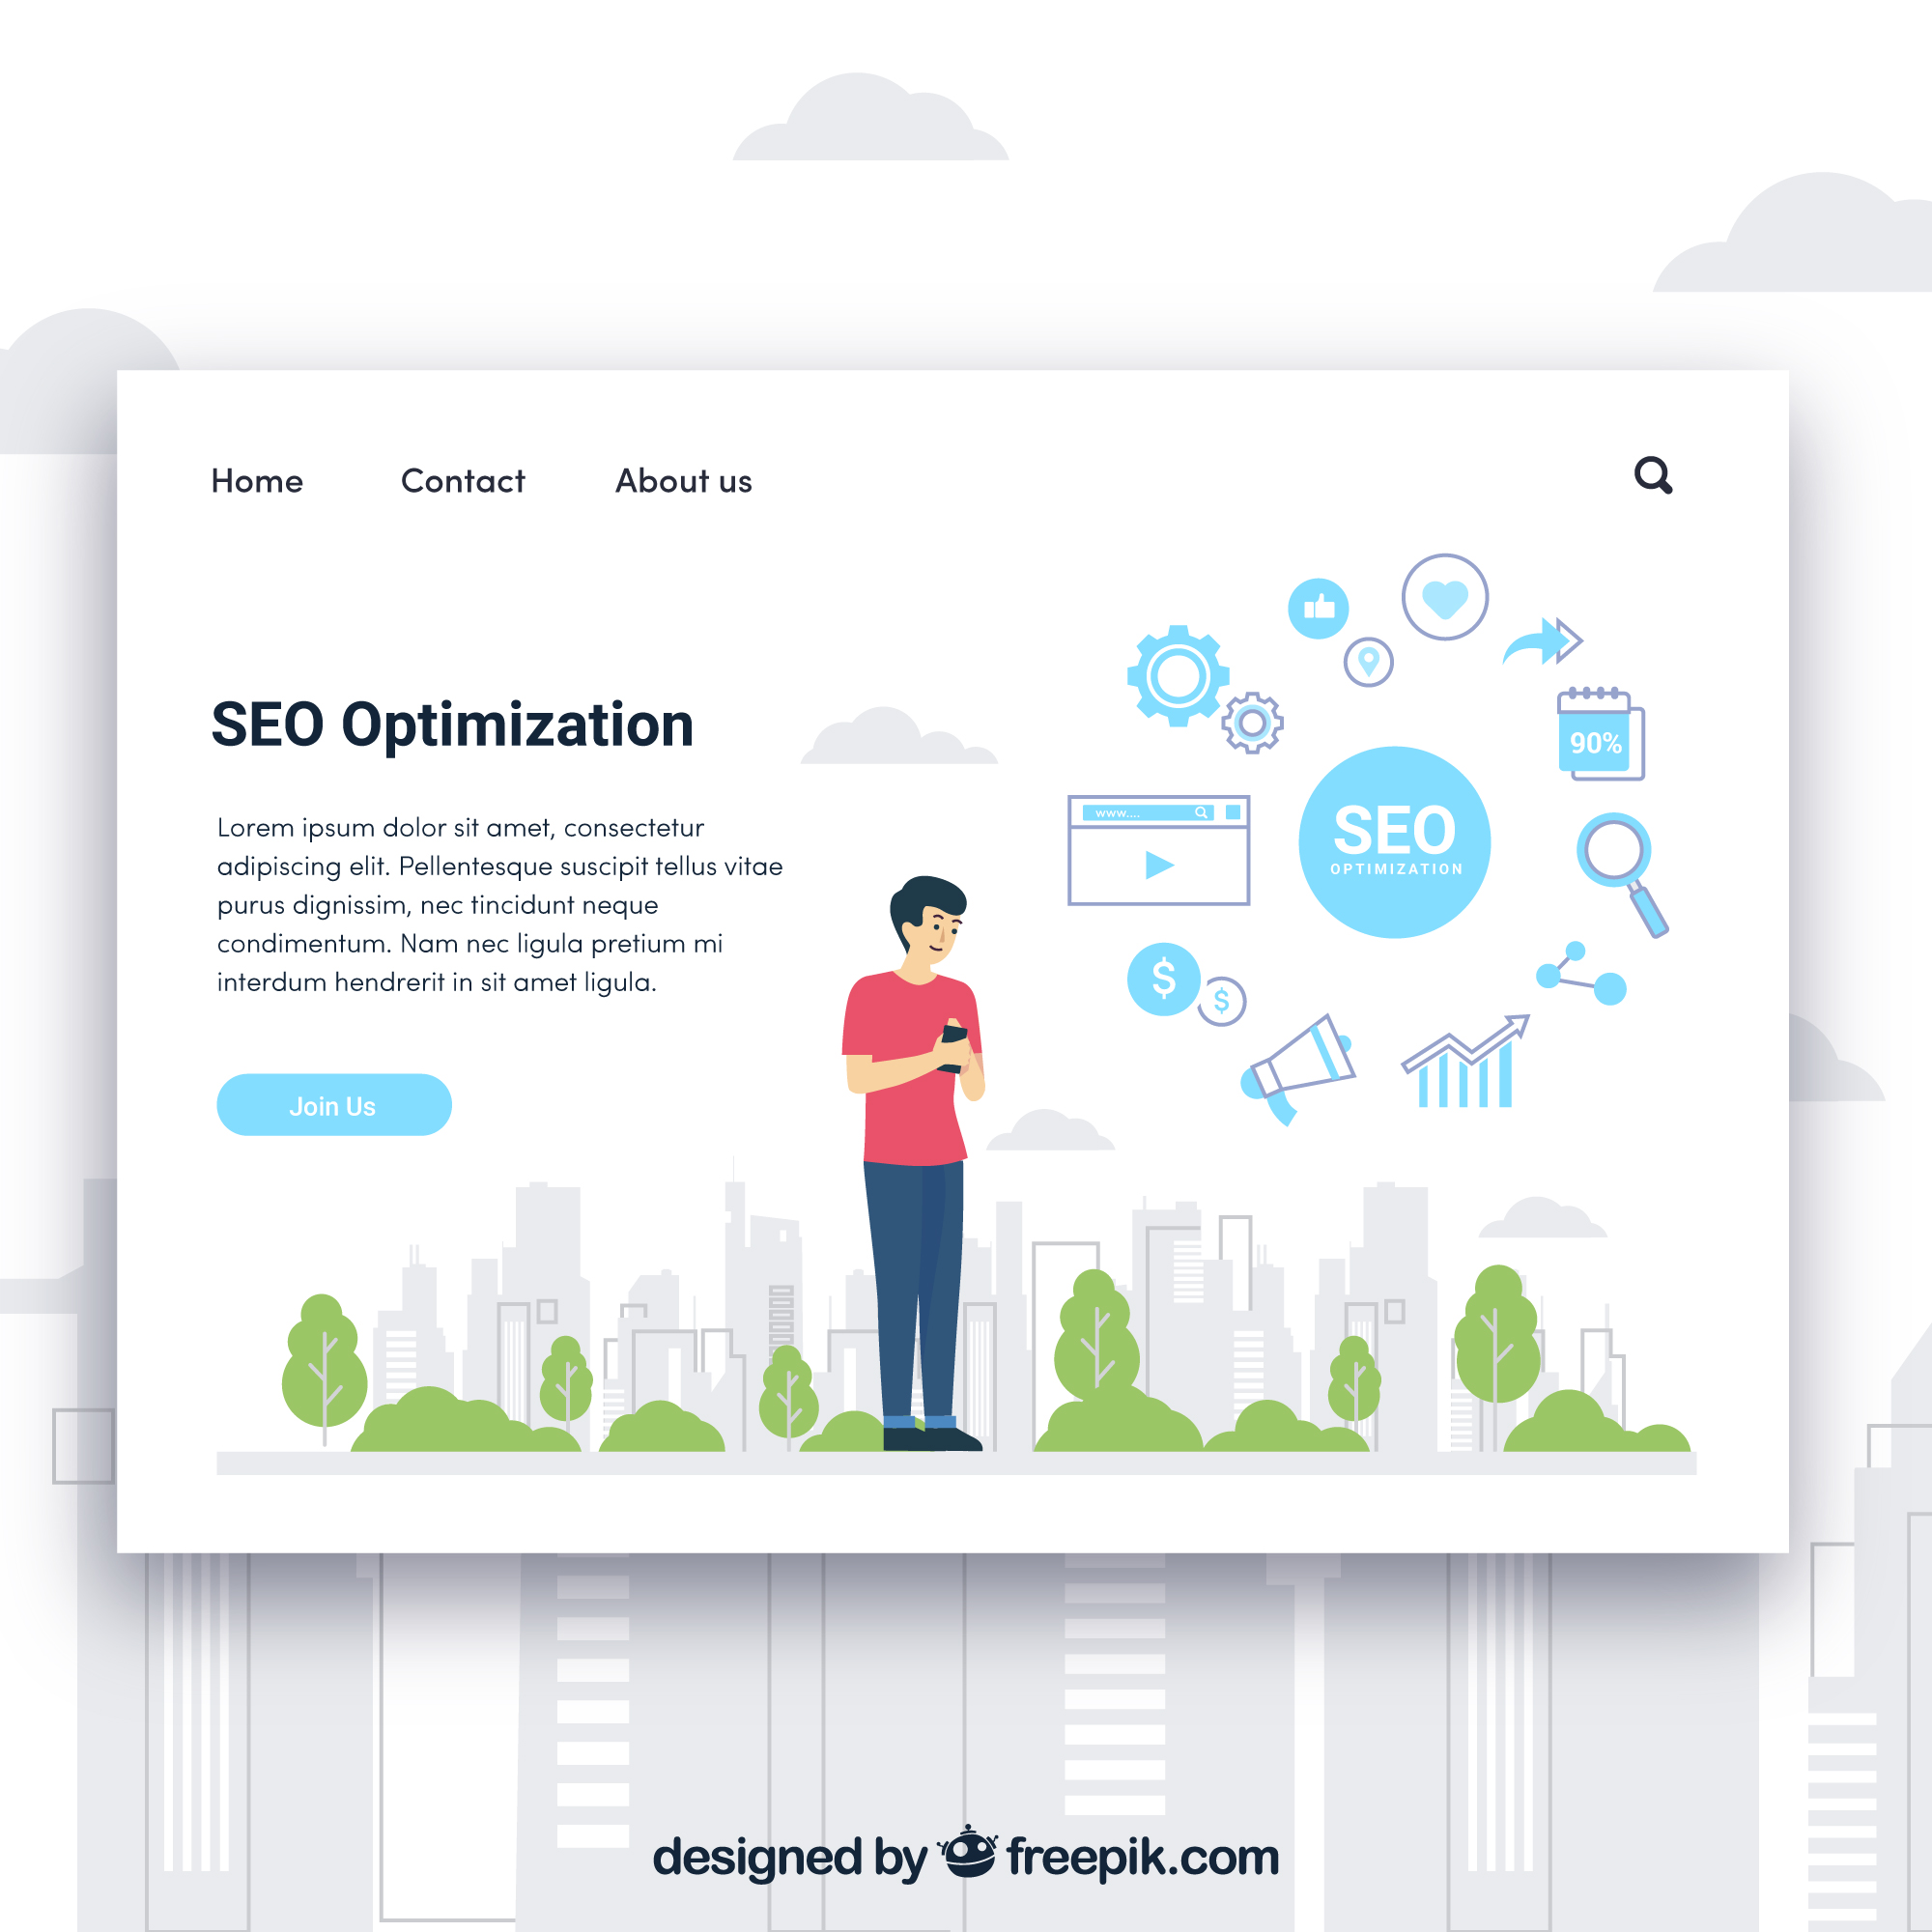 Home Contact About us
SEO Optimization
Lorem ipsum dolor sit amet, consectetur
adipiscing elit. Pellentesque suscipit tellus vitae
purus dignissim, nec tincidunt neque
condimentum. Nam nec ligula pretium mi
interdum hendrerit in sit amet ligula.
Join Us
90%
www....
SEO
OPTIMIZATION
$
$
designed by freepik.com